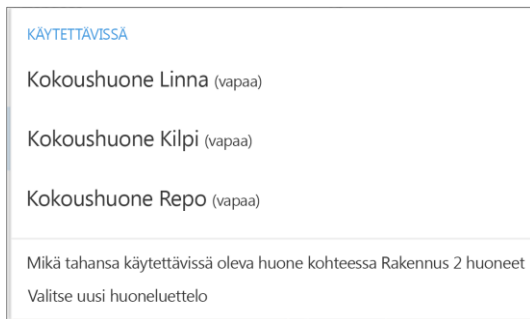 KÄYTETTÄVISSÄ
Kokoushuone Linna (vapaa)
Kokoushuone Kilpi (vapaa)
Kokoushuone Repo (vapaa)
Mikä tahansa käytettävissä oleva huone kohteessa Rakennus 2 huoneet
Valitse uusi huoneluettelo